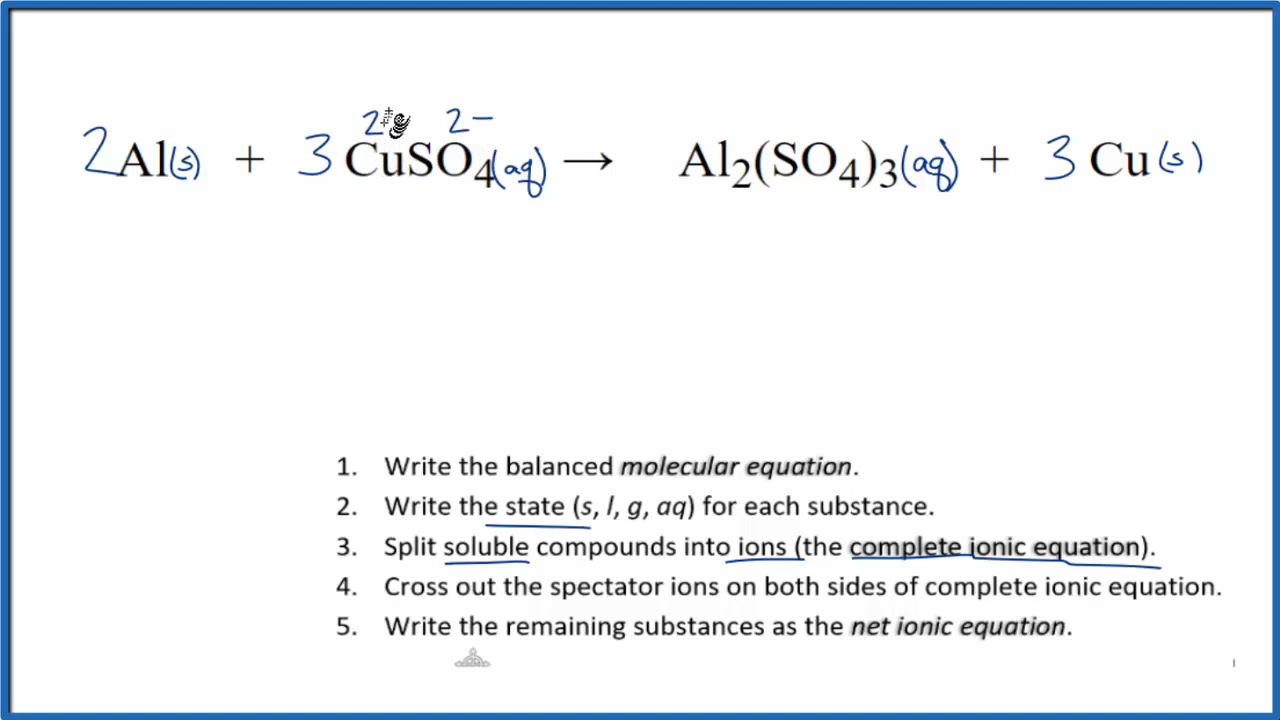 2+ 2-
2Al(s) + 3CuSO4(aq) → Al2(SO4)3(aq) + 3Cu(s)
1. Write the balanced molecular equation.
2. Write the state (s, l, g, aq) for each substance.
3. Split soluble compounds into ions (the complete ionic equation).
4. Cross out the spectator ions on both sides of complete ionic equation.
5. Write the remaining substances as the net ionic equation.
1